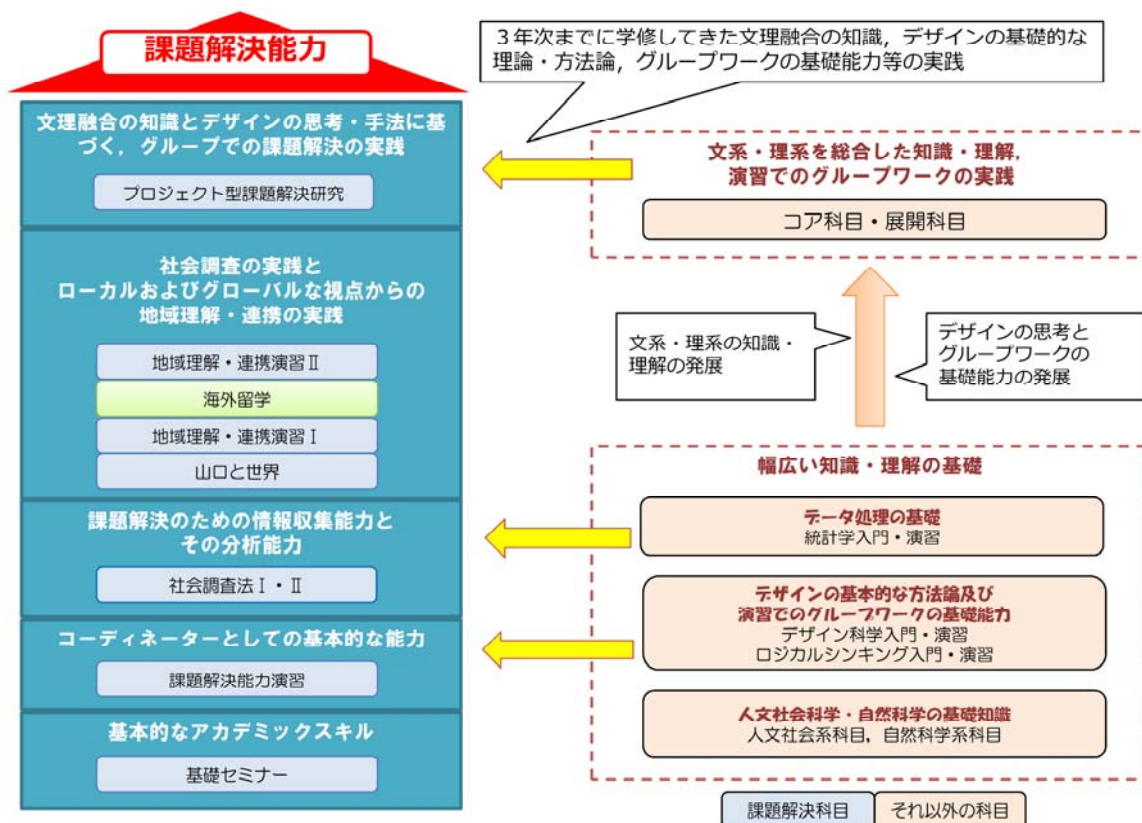 課題解決能力
3年次までに学修してきた文理融合の知識，デザインの基礎的な
理論・方法論，グループワークの基礎能力等の実践
文理融合の知識とデザインの思考・手法に基
づく，グループでの課題解決の実践
プロジェクト型課題解決研究
文系・理系を総合した知識・理解，
演習でのグループワークの実践
コア科目・展開科目
社会調査の実践と
ローカルおよびグローバルな視点からの
地域理解・連携の実践
地域理解・連携演習Ⅱ
海外留学
地域理解・連携演習Ⅰ
山口と世界
文系・理系の知識・
理解の発展
デザインの思考と
グループワークの
基礎能力の発展
幅広い知識・理解の基礎
課題解決のための情報収集能力と
その分析能力
社会調査法Ⅰ・Ⅱ
データ処理の基礎
統計学入門・演習
コーディネーターとしての基本的な能力
課題解決能力演習
デザインの基本的な方法論及び
演習でのグループワークの基礎能力
デザイン科学入門・演習
ロジカルシンキング入門・演習
基本的なアカデミックスキル
基礎セミナー
人文社会科学・自然科学の基礎知識
人文社会系科目，自然科学系科目
課題解決科目
それ以外の科目